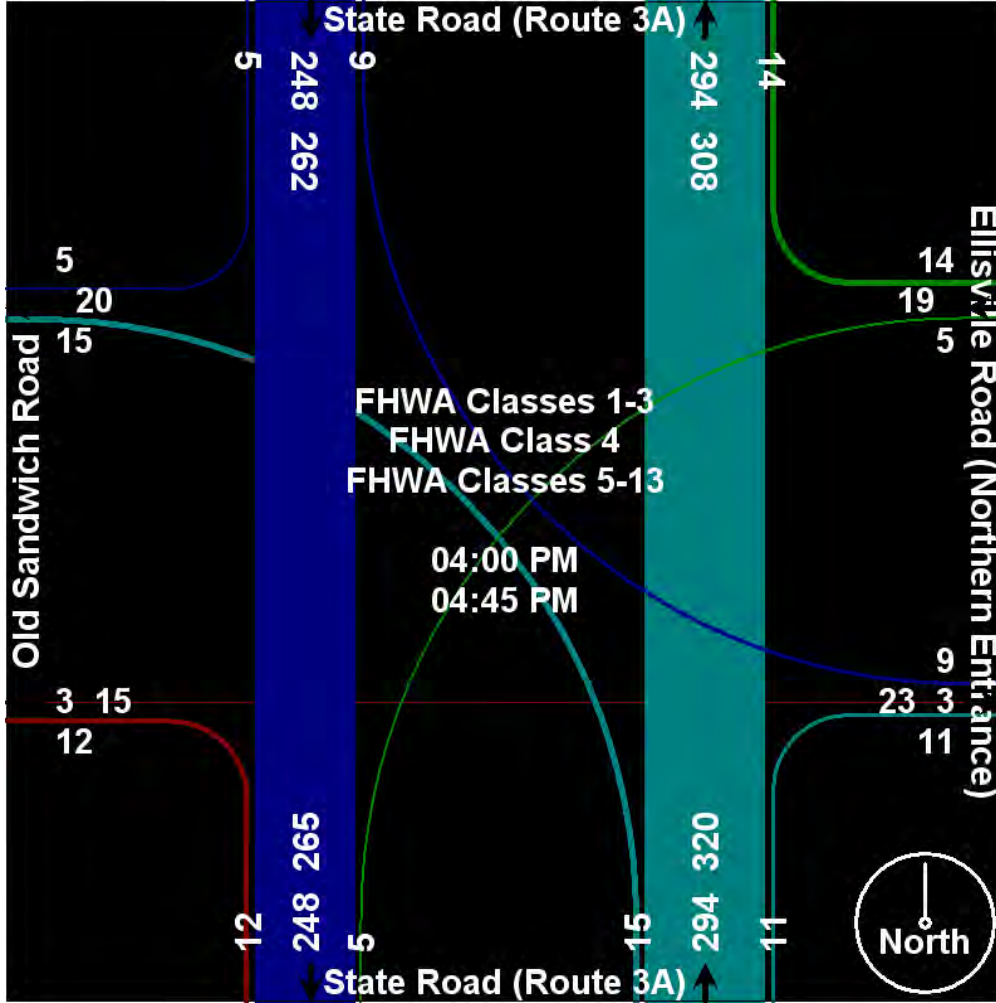 State Road (Route 3A)
5
248 262
9
294 308
14
5
20
15
14
19
5
Old Sandwich Road
Ellisville Road (Northern Entrance)
FHWA Classes 1-3
FHWA Class 4
FHWA Classes 5-13
04:00 PM
04:45 PM
3 15
12
9
23 3
11
12
248 265
5
15
294 320
11
North
State Road (Route 3A)